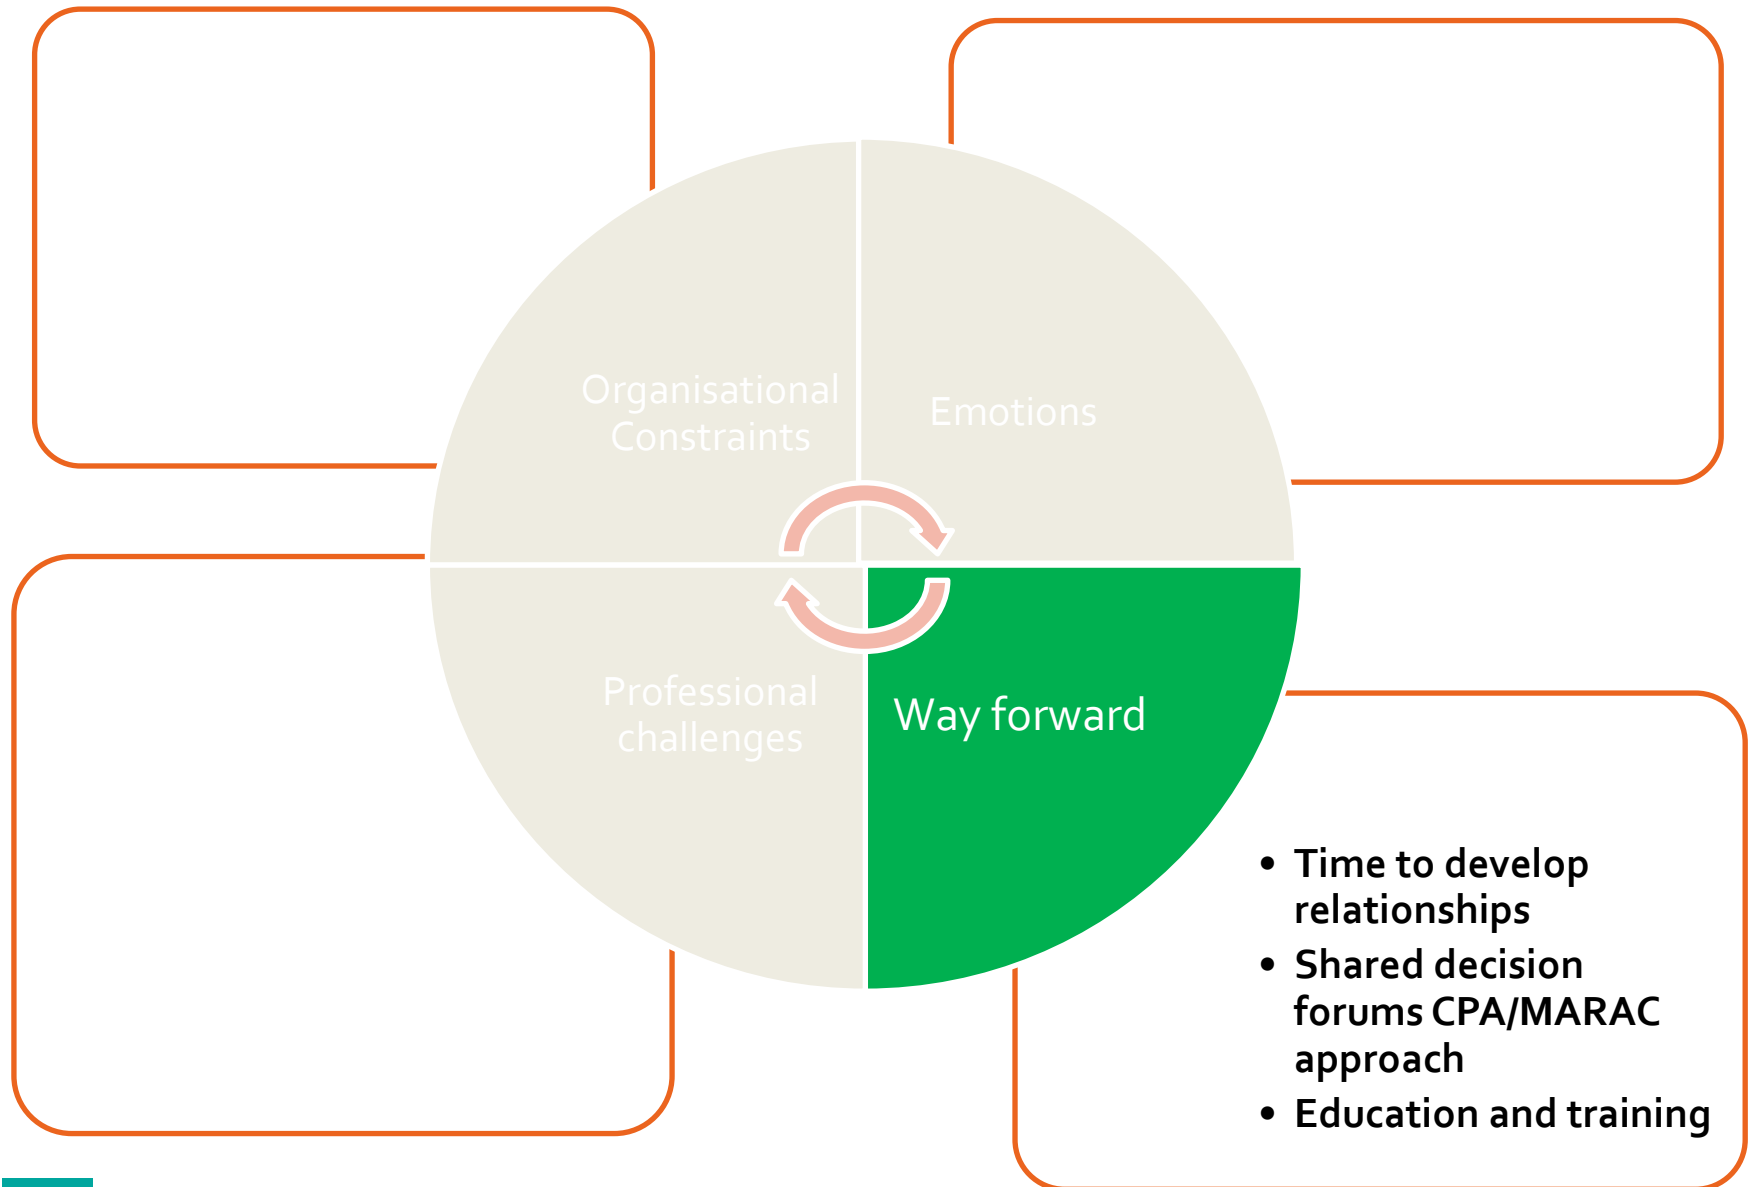 Organisational
Constraints
Emotions
Professional
challenges
Way forward
• Time to develop
relationships
• Shared decision
forums CPA/MARAC
approach
• Education and training